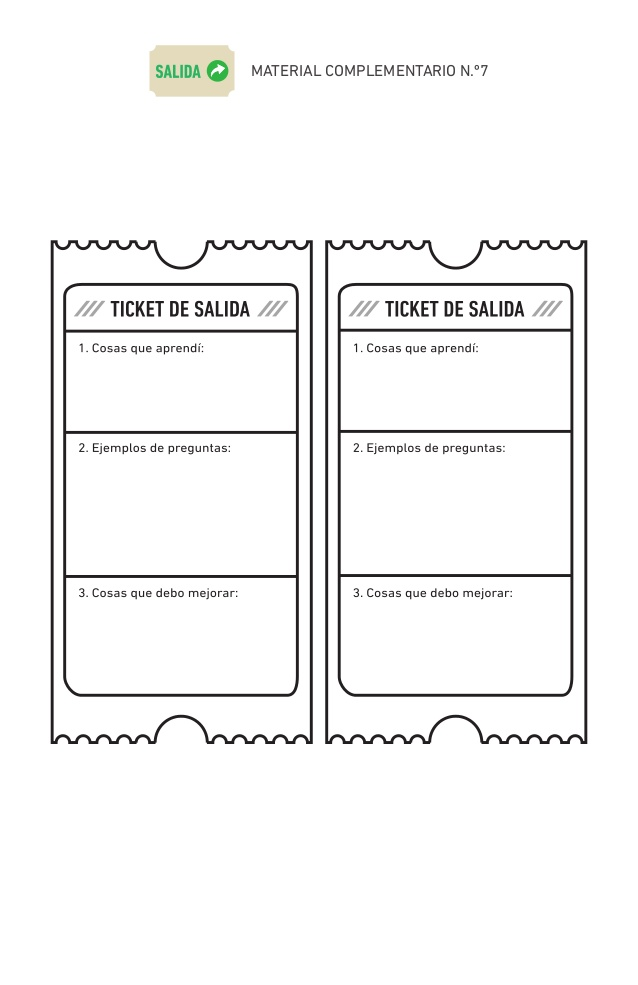 SALIDA
MATERIAL COMPLEMENTARIO N.°7
TICKET DE SALIDA
1. Cosas que aprendí:
2. Ejemplos de preguntas:
3. Cosas que debo mejorar:
TICKET DE SALIDA
1. Cosas que aprendí:
2. Ejemplos de preguntas:
3. Cosas que debo mejorar: